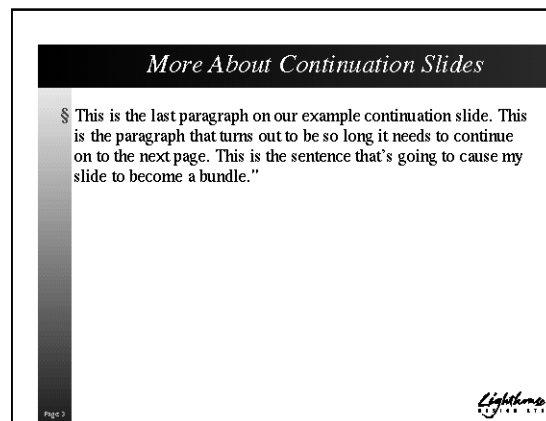 More About Continuation Slides
§ This is the last paragraph on our example continuation slide. This
is the paragraph that turns out to be so long it needs to continue
on to the next page. This is the sentence that's going to cause my
slide to become a bundle."
Page 3
Lighthouse
DESIGN LTD